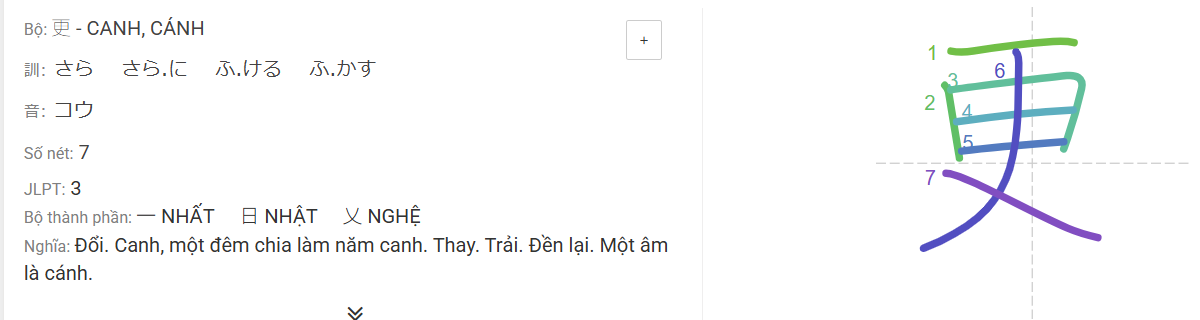 Bộ: 更 - CANH, CÁNH
+
訓: さら さら.に ふ.ける ふ.かす
音: コウ
Số nét: 7
JLPT: 3
Bộ thành phần: 一 NHẤT 日 NHẬT 乂 NGHỆ
Nghĩa: Đổi. Canh, một đêm chia làm năm canh. Thay. Trải. Đền lại. Một âm
là cánh.
更
1
2
3
4
5
6
7